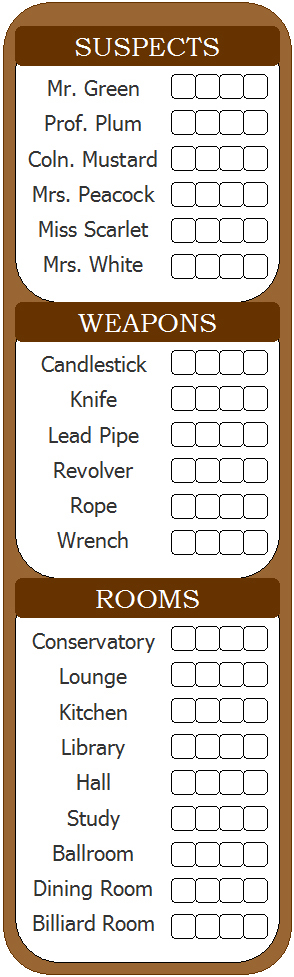 SUSPECTS
Mr. Green
Prof. Plum
Coln. Mustard
Mrs. Peacock
Miss Scarlet
Mrs. White
WEAPONS
Candlestick
Knife
Lead Pipe
Revolver
Rope
Wrench
ROOMS
Conservatory
Lounge
Kitchen
Library
Hall
Study
Ballroom
Dining Room
Billiard Room